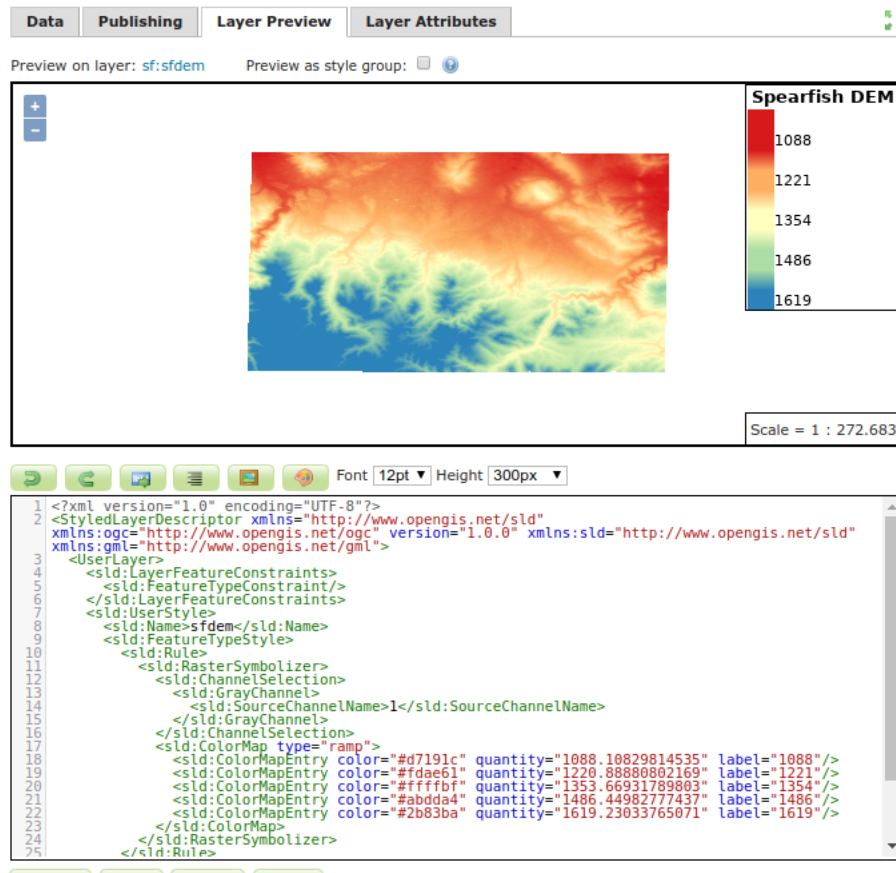 Data Publishing Layer Preview Layer Attributes
Preview on layer: sf:sfdem Preview as style group:
+
−
Spearfish DEM
1088
1221
1354
1486
1619
Scale = 1 : 272.683
Font 12pt Height 300px
1 <?xml version="1.0" encoding="UTF-8"?>
2 <StyledLayerDescriptor xmlns="http://www.opengis.net/sld"
xmlns:ogc="http://www.opengis.net/ogc" version="1.0.0" xmlns:sld="http://www.opengis.net/sld"
xmlns:gml="http://www.opengis.net/gml">
3 <UserLayer>
4 <sld:LayerFeatureConstraints>
5 <sld:FeatureTypeConstraint/>
6 </sld:LayerFeatureConstraints>
7 <sld:UserStyle>
8 <sld:Name>sfdem</sld:Name>
9 <sld:FeatureTypeStyle>
10 <sld:Rule>
11 <sld:RasterSymbolizer>
12 <sld:ChannelSelection>
13 <sld:GrayChannel>
14 <sld:SourceChannelName>1</sld:SourceChannelName>
15 </sld:GrayChannel>
16 </sld:ChannelSelection>
17 <sld:ColorMap type="ramp">
18 <sld:ColorMapEntry color="#d7191c" quantity="1088.10829814535" label="1088"/>
19 <sld:ColorMapEntry color="#fdae61" quantity="1220.88880802169" label="1221"/>
20 <sld:ColorMapEntry color="#ffffbf" quantity="1353.66931789803" label="1354"/>
21 <sld:ColorMapEntry color="#abdda4" quantity="1486.44982777437" label="1486"/>
22 <sld:ColorMapEntry color="#2b83ba" quantity="1619.23033765071" label="1619"/>
23 </sld:ColorMap>
24 </sld:RasterSymbolizer>
25 </sld:Rule>